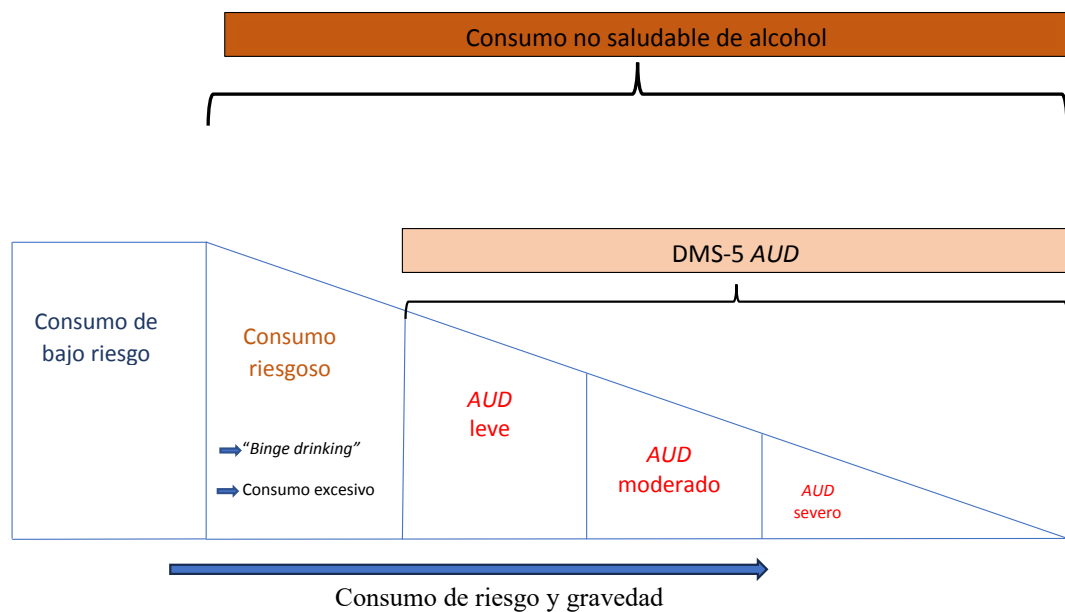 Consumo no saludable de alcohol
DMS-5 AUD
Consumo de
bajo riesgo
Consumo
riesgoso
“Binge drinking”
Consumo excesivo
AUD
leve
AUD
moderado
AUD
severo
Consumo de riesgo y gravedad